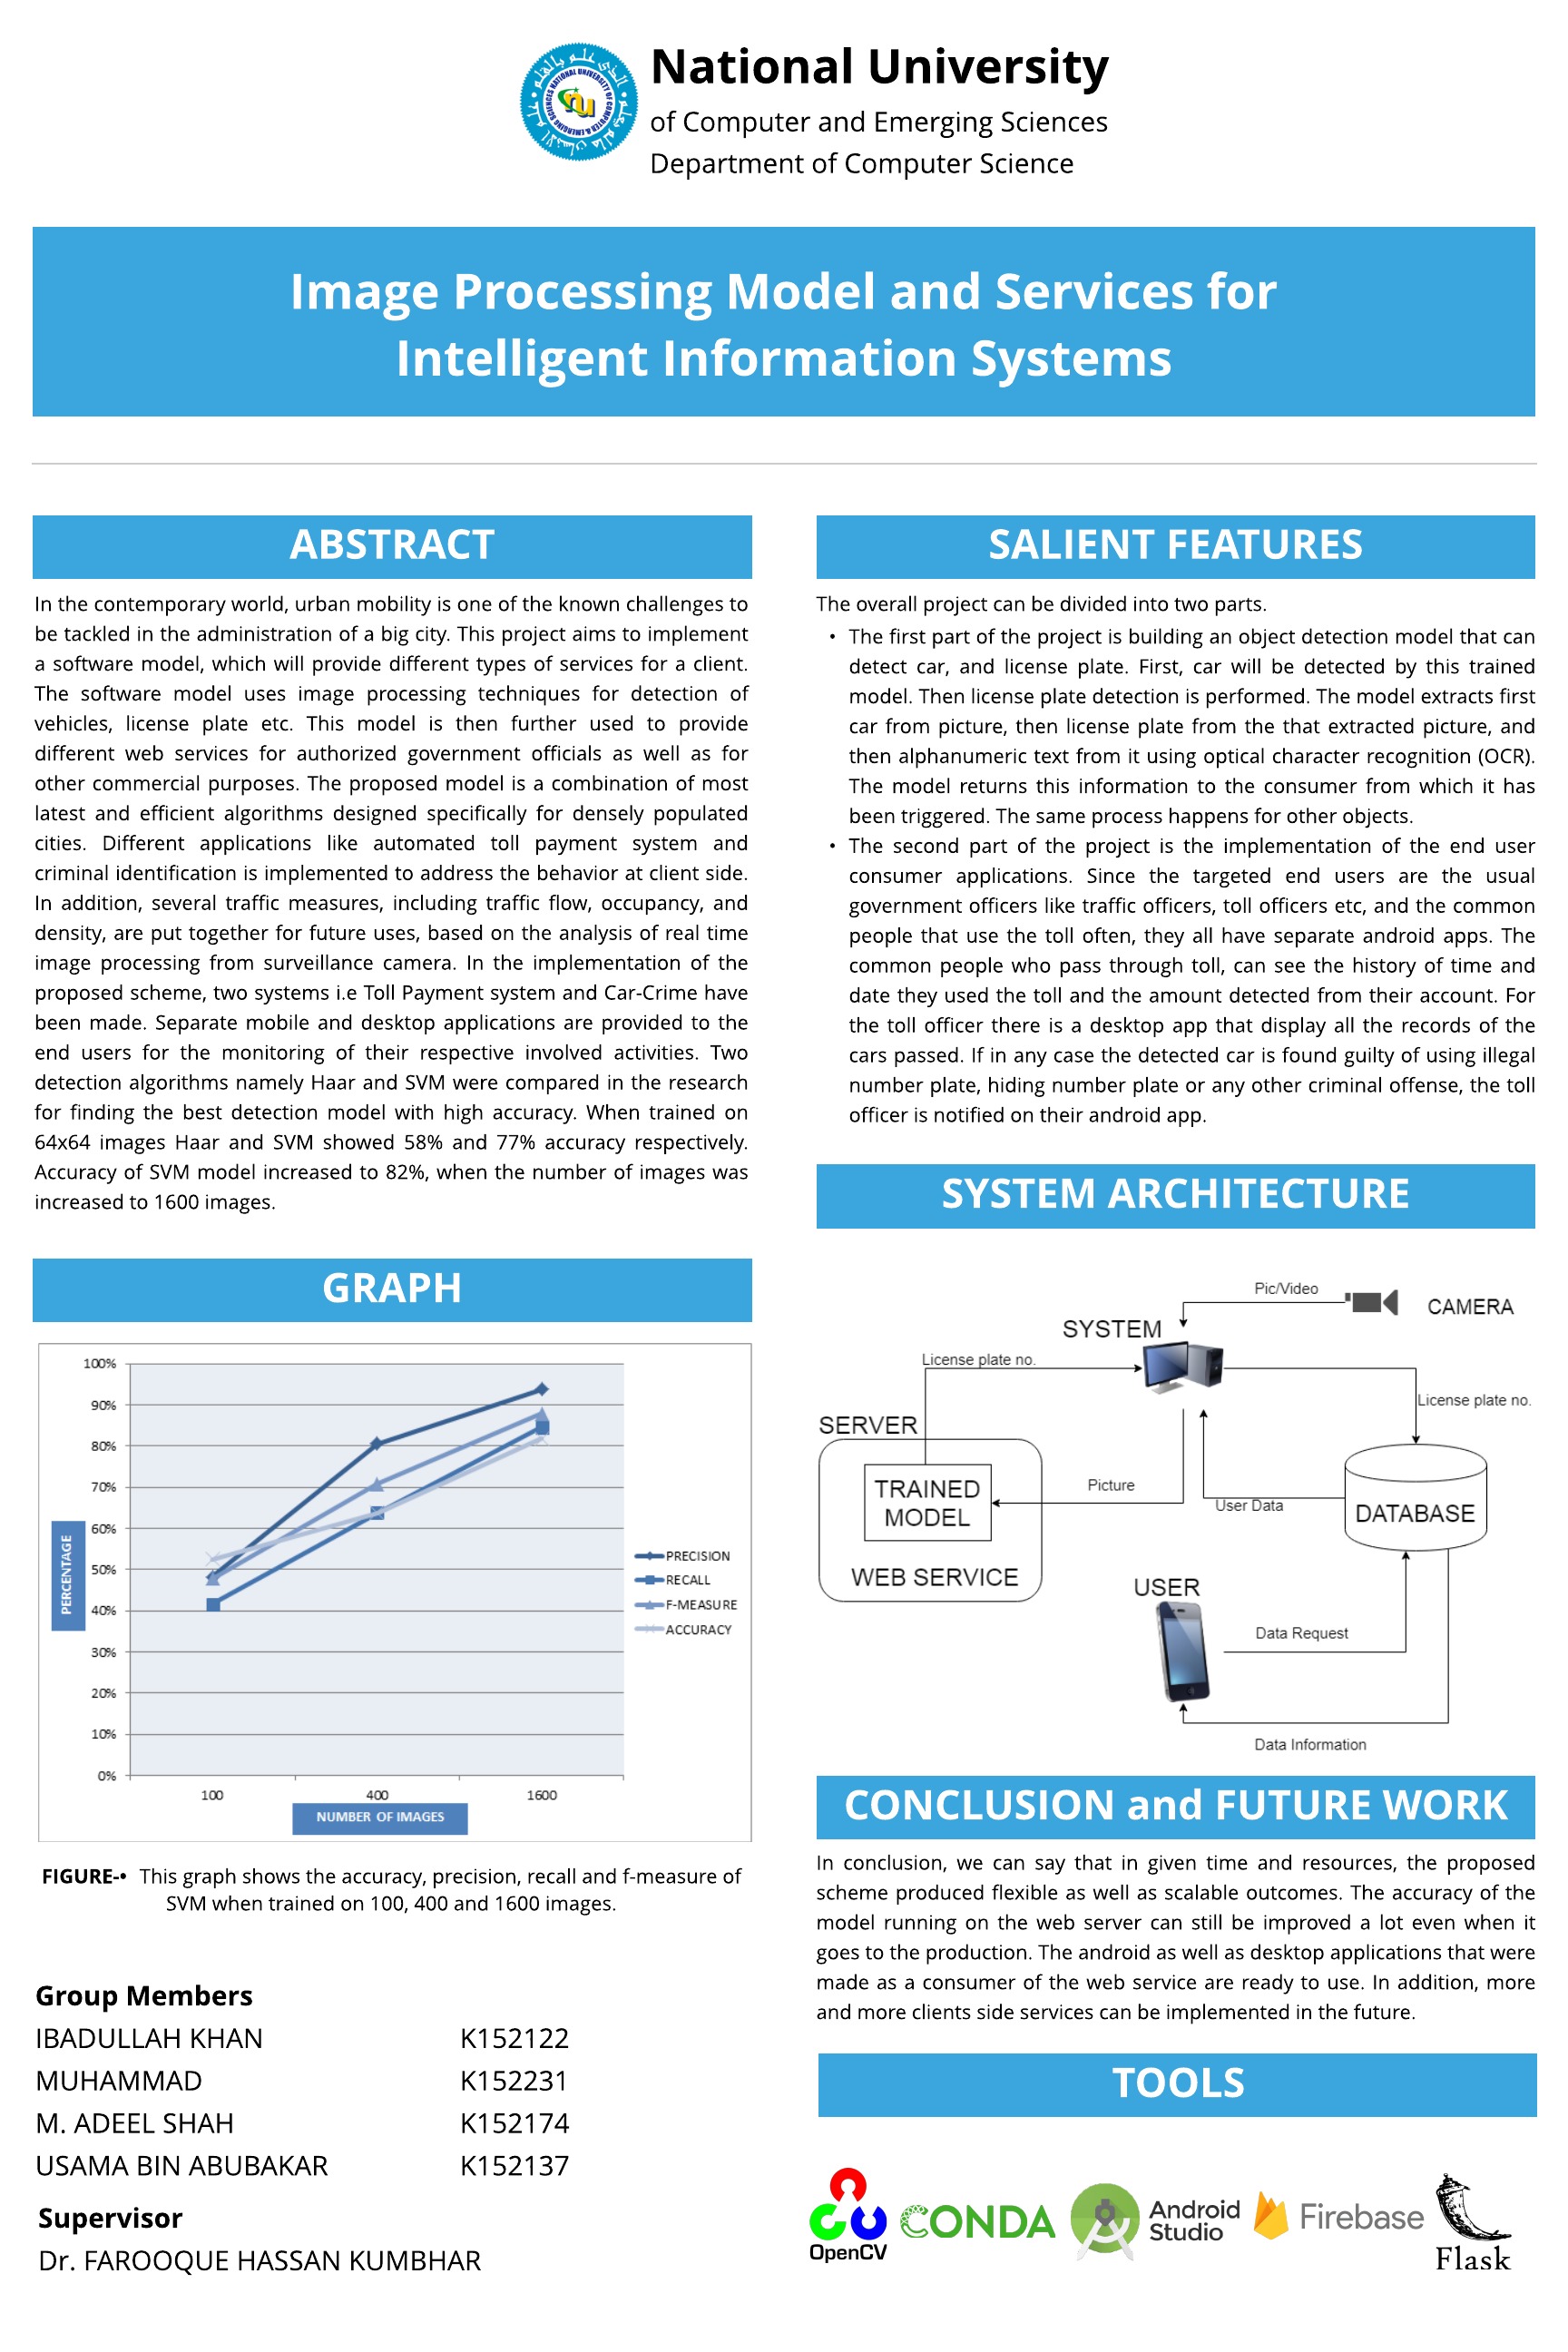 National University
of Computer and Emerging Sciences
Department of Computer Science
Image Processing Model and Services for
Intelligent Information Systems
ABSTRACT
In the contemporary world, urban mobility is one of the known challenges to
be tackled in the administration of a big city. This project aims to implement
a software model, which will provide different types of services for a client.
The software model uses image processing techniques for detection of
vehicles, license plate etc. This model is then further used to provide
different web services for authorized government officials as well as for
other commercial purposes. The proposed model is a combination of most
latest and efficient algorithms designed specifically for densely populated
cities. Different applications like automated toll payment system and
criminal identification is implemented to address the behavior at client side.
In addition, several traffic measures, including traffic flow, occupancy, and
density, are put together for future uses, based on the analysis of real time
image processing from surveillance camera. In the implementation of the
proposed scheme, two systems i.e Toll Payment system and Car-Crime have
been made. Separate mobile and desktop applications are provided to the
end users for the monitoring of their respective involved activities. Two
detection algorithms namely Haar and SVM were compared in the research
for finding the best detection model with high accuracy. When trained on
64x64 images Haar and SVM showed 58% and 77% accuracy respectively.
Accuracy of SVM model increased to 82%, when the number of images was
increased to 1600 images.
GRAPH
100%
90%
80%
70%
60%
50%
40%
30%
20%
10%
0%
PERCENTAGE
100 400 1600
NUMBER OF IMAGES
PRECISION
RECALL
F-MEASURE
ACCURACY
FIGURE-• This graph shows the accuracy, precision, recall and f-measure of
SVM when trained on 100, 400 and 1600 images.
Group Members
IBADULLAH KHAN K152122
MUHAMMAD K152231
M. ADEEL SHAH K152174
USAMA BIN ABUBAKAR K152137
Supervisor
Dr. FAROOQUE HASSAN KUMBHAR
SALIENT FEATURES
The overall project can be divided into two parts.
• The first part of the project is building an object detection model that can
detect car, and license plate. First, car will be detected by this trained
model. Then license plate detection is performed. The model extracts first
car from picture, then license plate from the that extracted picture, and
then alphanumeric text from it using optical character recognition (OCR).
The model returns this information to the consumer from which it has
been triggered. The same process happens for other objects.
• The second part of the project is the implementation of the end user
consumer applications. Since the targeted end users are the usual
government officers like traffic officers, toll officers etc, and the common
people that use the toll often, they all have separate android apps. The
common people who pass through toll, can see the history of time and
date they used the toll and the amount detected from their account. For
the toll officer there is a desktop app that display all the records of the
cars passed. If in any case the detected car is found guilty of using illegal
number plate, hiding number plate or any other criminal offense, the toll
officer is notified on their android app.
SYSTEM ARCHITECTURE
Pic/Video
CAMERA
SYSTEM
License plate no.
License plate no.
SERVER
TRAINED
MODEL
Picture
User Data
DATABASE
WEB SERVICE
USER
Data Request
Data Information
CONCLUSION and FUTURE WORK
In conclusion, we can say that in given time and resources, the proposed
scheme produced flexible as well as scalable outcomes. The accuracy of the
model running on the web server can still be improved a lot even when it
goes to the production. The android as well as desktop applications that were
made as a consumer of the web service are ready to use. In addition, more
and more clients side services can be implemented in the future.
TOOLS
OpenCV
CONDA
Android
Studio
Firebase
Flask